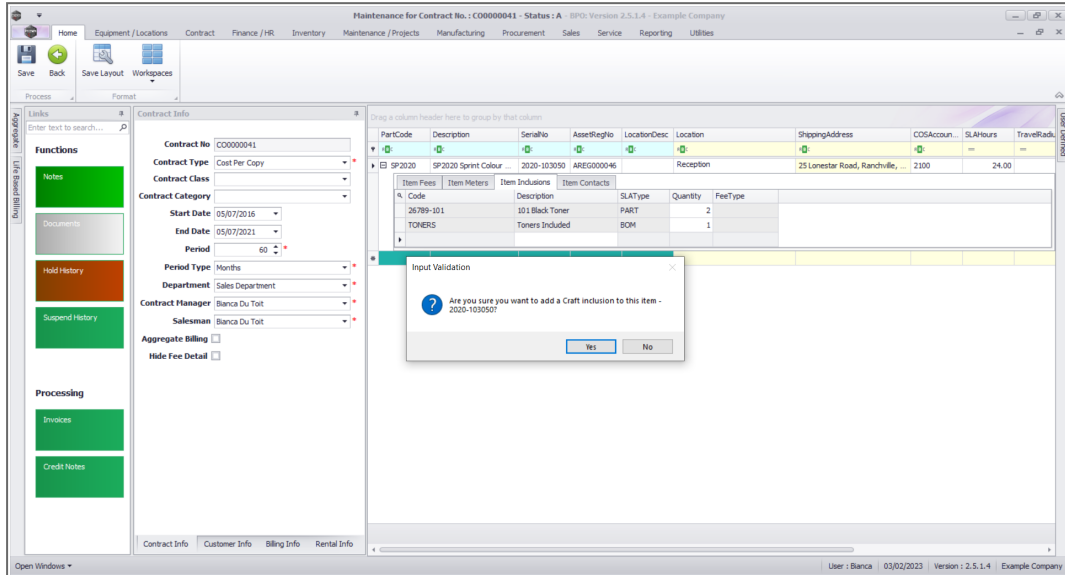 Maintenance for Contract No. : CO0000041 - Status : A - BPO: Version 2.5.1.4 - Example Company
Home Equipment / Locations Contract Finance / HR Inventory Maintenance / Projects Manufacturing Procurement Sales Service Reporting Utilities
Save Back Save Layout Workspaces
Process Format
Aggregate
Life Based Billing
Links
Enter text to search...
Functions
Notes
Documents
Hold History
Suspend History
Processing
Invoices
Credit Notes
Contract Info
Contract No CO0000041
Contract Type Cost Per Copy *
Contract Class
Contract Category
Start Date 05/07/2016
End Date 05/07/2021
Period 60 *
Period Type Months *
Department Sales Department *
Contract Manager Bianca Du Toit *
Salesman Bianca Du Toit *
Aggregate Billing
Hide Fee Detail
Contract Info Customer Info Billing Info Rental Info
Drag a column header here to group by that column
PartCode Description SerialNo AssetRegNo LocationDesc Location ShippingAddress COSAccoun... SLAHours TravelRadiu
SP2020 SP2020 Sprint Colour ... 2020-103050 AREG000046 Reception 25 Lonestar Road, Ranchville, ... 2100 24.00
Item Fees Item Meters Item Inclusions Item Contacts
Code Description SLAType Quantity FeeType
26789-101 101 Black Toner PART 2
TONERS Toners Included BOM 1
Input Validation
Are you sure you want to add a Craft inclusion to this item -
2020-103050?
Yes No
User Defined
Open Windows User : Bianca 03/02/2023 Version : 2.5.1.4 Example Company